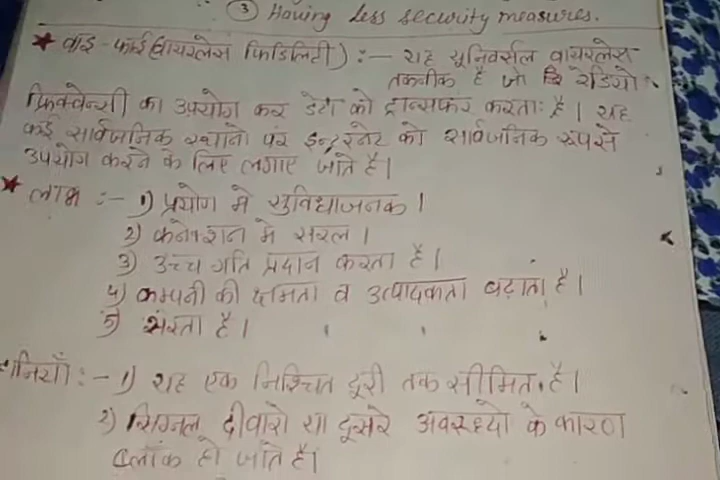 ③ Having less security measures.
* वाई-फाई (वायरलेस फिडिलिटी) :- यह यूनिवर्सल वायरलेस
तकनीक है जो रेडियो
फ्रिक्वेन्सी का उपयोग कर डेटा को ट्रान्सफर करता है। यह
कई सार्वजनिक स्थानो पर इन्टरनेट को सार्वजनिक रूपसे
उपयोग करने के लिए लगाए जाते है।
* लाभ :- 1) प्रयोग मे सुविधाजनक।
2) कनेक्शन मे सरल।
3) उच्च गति प्रदान करता है।
4) कम्पनी की क्षमिता व उत्पादकता बढ़ाता है।
5) सस्ता है।
हानियाँ :- 1) यह एक निश्चित दूरी तक सीमित है।
2) सिग्नल दीवारो या दूसरे के कारण
ब्लॉक हो जाते है।